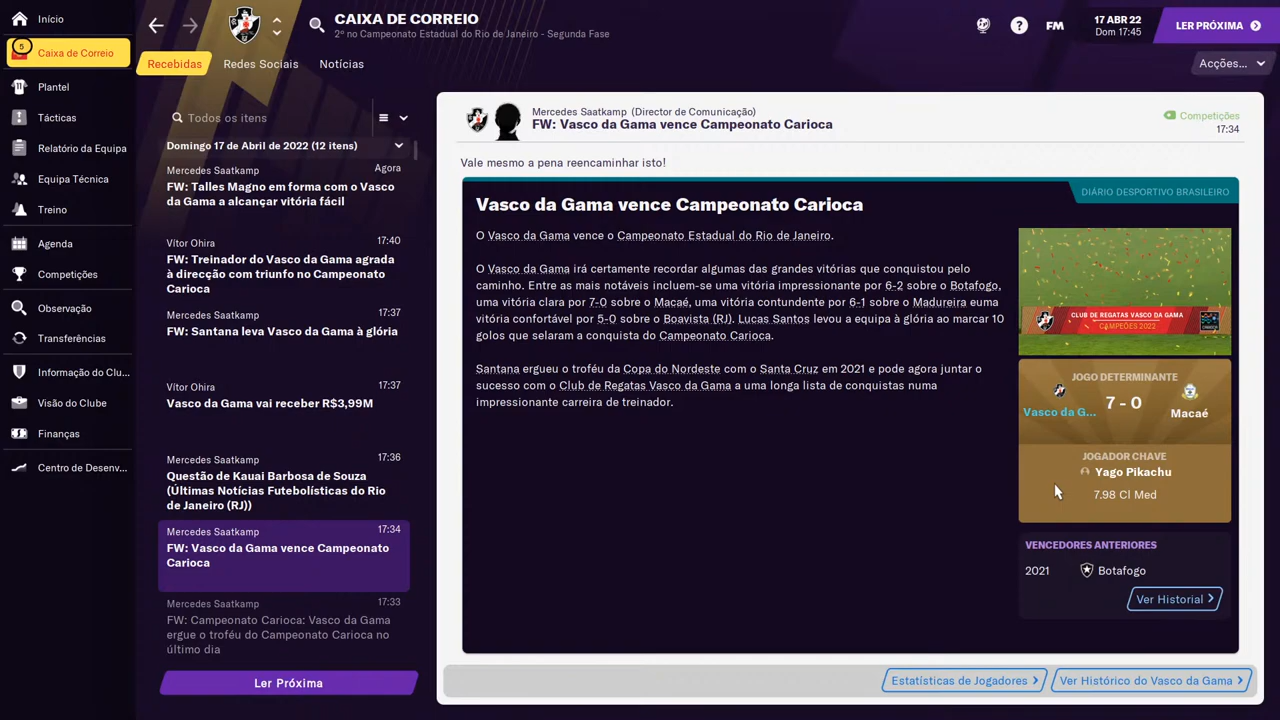 Início
5
Caixa de Correio
Plantel
Tácticas
Relatório da Equipa
Equipa Técnica
Treino
Agenda
Competições
Observação
Transferências
Informação do Clu...
Visão do Clube
Finanças
Centro de Desenv...
CAIXA DE CORREIO
2º no Campeonato Estadual do Rio de Janeiro - Segunda Fase
FM
17 ABR 22
Dom 17:45
LER PRÓXIMA
Recebidas
Redes Sociais
Notícias
Acções...
Todos os itens
Domingo 17 de Abril de 2022 (12 itens)
Mercedes Saatkamp
Agora
FW: Talles Magno em forma com o Vasco
da Gama a alcançar vitória fácil
Vítor Ohira
17:40
FW: Treinador do Vasco da Gama agrada
à direcção com triunfo no Campeonato
Carioca
Mercedes Saatkamp
17:37
FW: Santana leva Vasco da Gama à glória
Vítor Ohira
17:37
Vasco da Gama vai receber R$3,99M
Mercedes Saatkamp
17:36
Questão de Kauai Barbosa de Souza
(Últimas Notícias Futebolísticas do Rio
de Janeiro (RJ))
Mercedes Saatkamp
17:34
FW: Vasco da Gama vence Campeonato
Carioca
Mercedes Saatkamp
17:33
FW: Campeonato Carioca: Vasco da Gama
ergue o troféu do Campeonato Carioca no
último dia
Ler Próxima
Mercedes Saatkamp (Director de Comunicação)
FW: Vasco da Gama vence Campeonato Carioca
Competições
17:34
Vale mesmo a pena reencaminhar isto!
DIÁRIO DESPORTIVO BRASILEIRO
Vasco da Gama vence Campeonato Carioca
O Vasco da Gama vence o Campeonato Estadual do Rio de Janeiro.
O Vasco da Gama irá certamente recordar algumas das grandes vitórias que conquistou pelo
caminho. Entre as mais notáveis incluem-se uma vitória impressionante por 6-2 sobre o Botafogo,
uma vitória clara por 7-0 sobre o Macaé, uma vitória contundente por 6-1 sobre o Madureira euma
vitória confortável por 5-0 sobre o Boavista (RJ). Lucas Santos levou a equipa à glória ao marcar 10
golos que selaram a conquista do Campeonato Carioca.
Santana ergueu o troféu da Copa do Nordeste com o Santa Cruz em 2021 e pode agora juntar o
sucesso com o Club de Regatas Vasco da Gama a uma longa lista de conquistas numa
impressionante carreira de treinador.
CLUB DE REGATAS VASCO DA GAMA
CAMPEÕES 2022
JOGO DETERMINANTE
Vasco da G...
7 - 0
Macaé
JOGADOR CHAVE
Yago Pikachu
7.98 Cl Med
VENCEDORES ANTERIORES
2021
Botafogo
Ver Historial
Estatísticas de Jogadores
Ver Histórico do Vasco da Gama